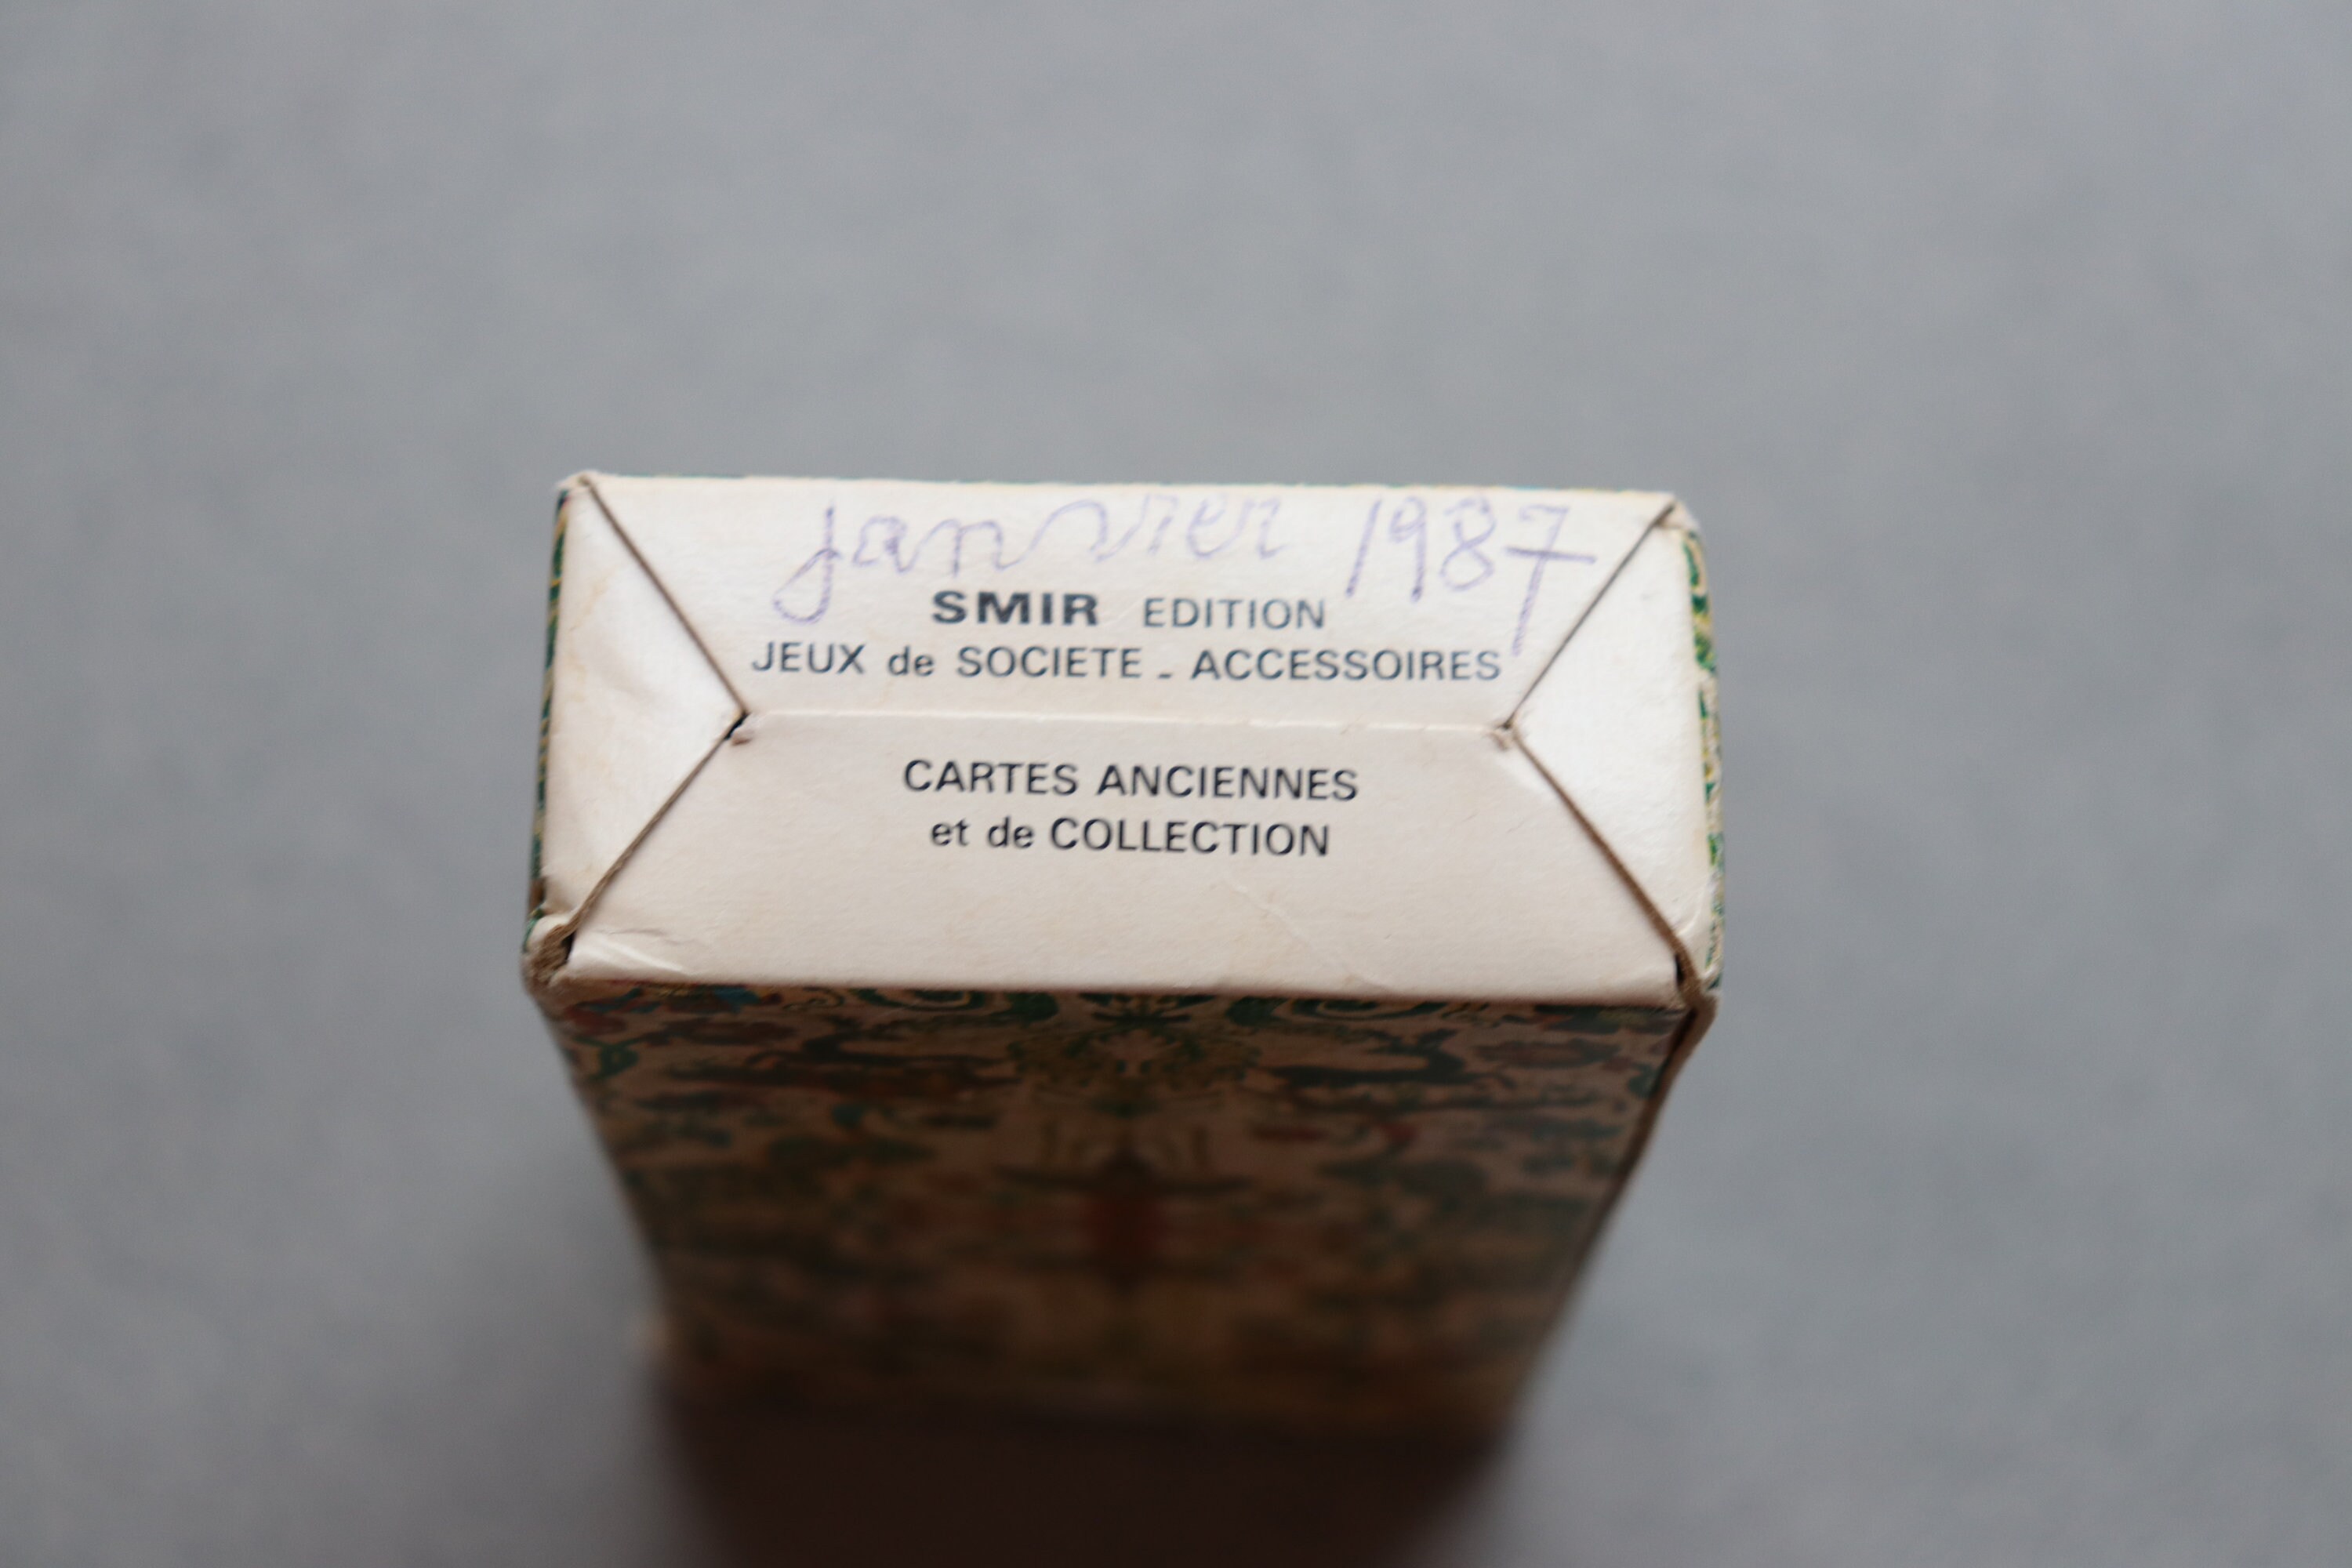 janvier 1987
SMIR EDITION
JEUX de SOCIETE - ACCESSOIRES
CARTES ANCIENNES
et de COLLECTION